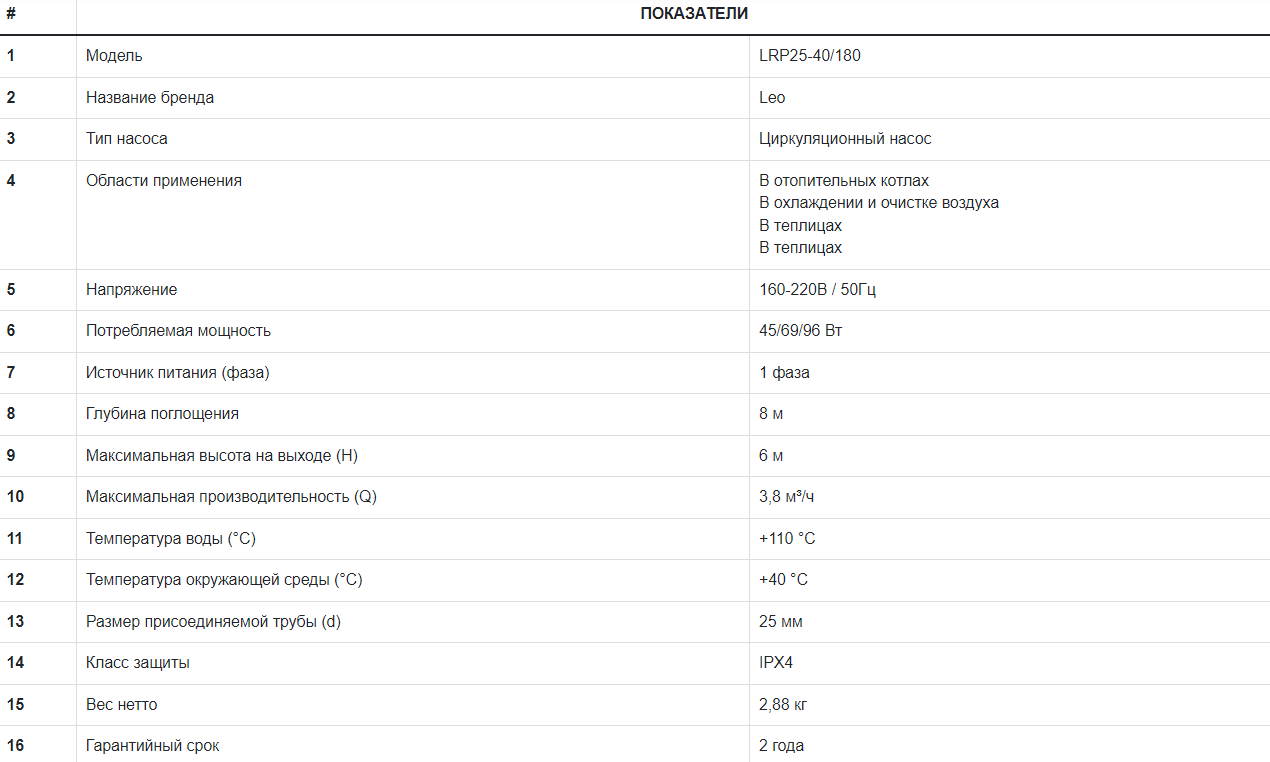 # ПОКАЗАТЕЛИ
1 Модель LRP25-40/180
2 Название бренда Leo
3 Тип насоса Циркуляционный насос
4 Области применения В отопительных котлах
В охлаждении и очистке воздуха
В теплицах
В теплицах
5 Напряжение 160-220В / 50Гц
6 Потребляемая мощность 45/69/96 Вт
7 Источник питания (фаза) 1 фаза
8 Глубина поглощения 8 м
9 Максимальная высота на выходе (H) 6 м
10 Максимальная производительность (Q) 3,8 м³/ч
11 Температура воды (°C) +110 °C
12 Температура окружающей среды (°C) +40 °C
13 Размер присоединяемой трубы (d) 25 мм
14 Класс защиты IPX4
15 Вес нетто 2,88 кг
16 Гарантийный срок 2 года